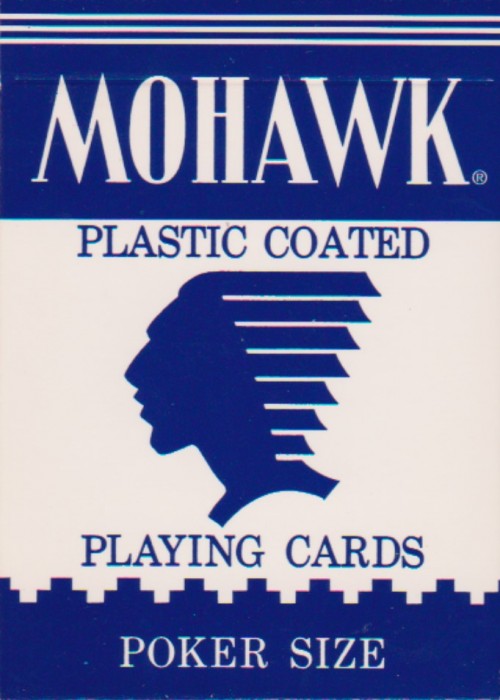 MOHAWK®
PLASTIC COATED
PLAYING CARDS
POKER SIZE